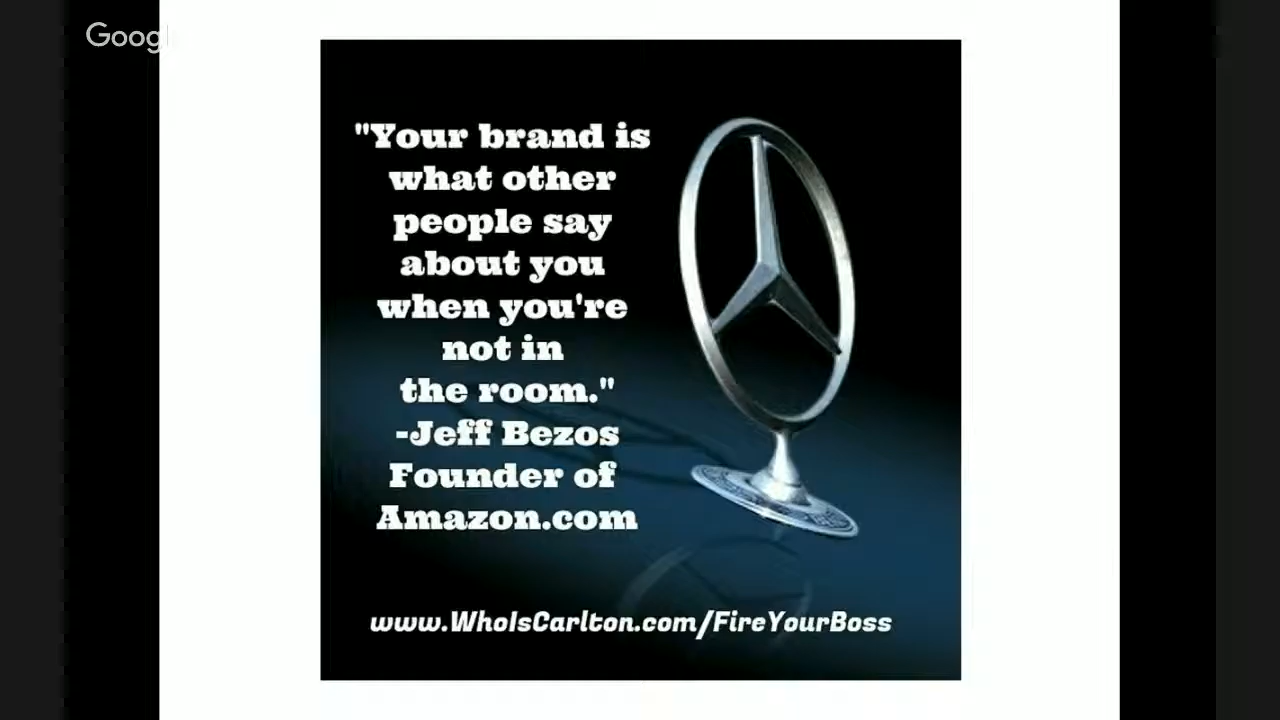 Google
"Your brand is
what other
people say
about you
when you're
not in
the room."
-Jeff Bezos
Founder of
Amazon.com
www.WhoIsCarlton.com/FireYourBoss